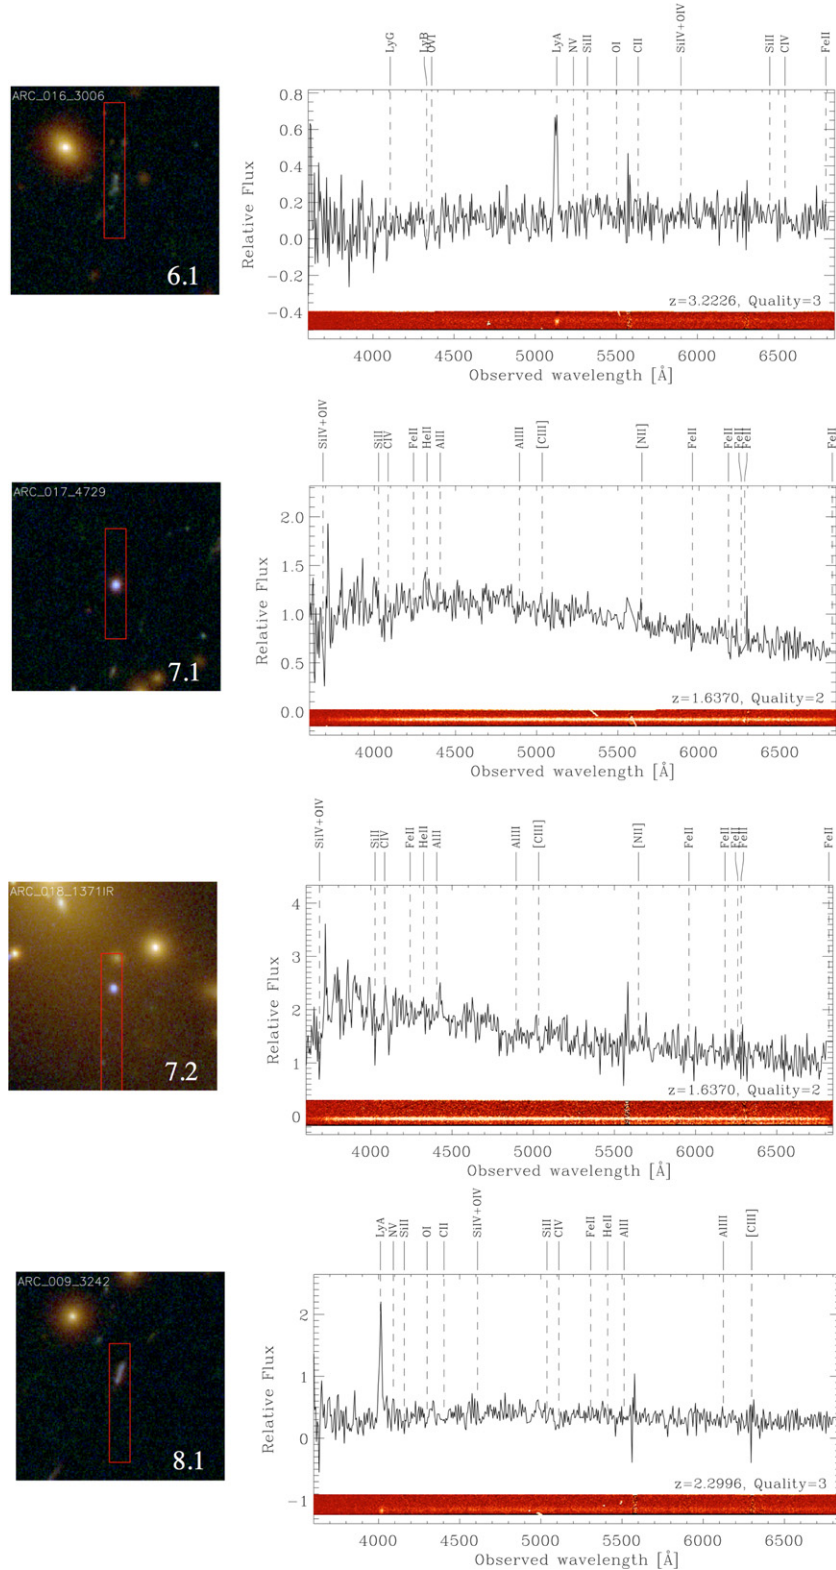 LyG LyB OVI LyA NV SiII OI CII SiIV+OIV SiII CIV FeII
ARC_016_3006
6.1
0.8
0.6
0.4
0.2
0.0
−0.2
−0.4
Relative Flux
z=3.2226, Quality=3
4000 4500 5000 5500 6000 6500
Observed wavelength [Å]
SiIV+OIV SiII CIV FeII HeII AlII AlIII [CIII] [NII] FeII FeII FeII FeII FeII
ARC_017_4729
7.1
2.0
1.5
1.0
0.5
0.0
Relative Flux
z=1.6370, Quality=2
4000 4500 5000 5500 6000 6500
Observed wavelength [Å]
SiIV+OIV SiII CIV FeII HeII AlII AlIII [CIII] [NII] FeII FeII FeII FeII FeII
ARC_018_1371IR
7.2
4
3
2
1
0
Relative Flux
z=1.6370, Quality=2
4000 4500 5000 5500 6000 6500
Observed wavelength [Å]
LyA NV SiII OI CII SiIV+OIV SiII CIV FeII HeII AlII AlIII [CIII]
ARC_009_3242
8.1
2
1
0
−1
Relative Flux
z=2.2996, Quality=3
4000 4500 5000 5500 6000 6500
Observed wavelength [Å]